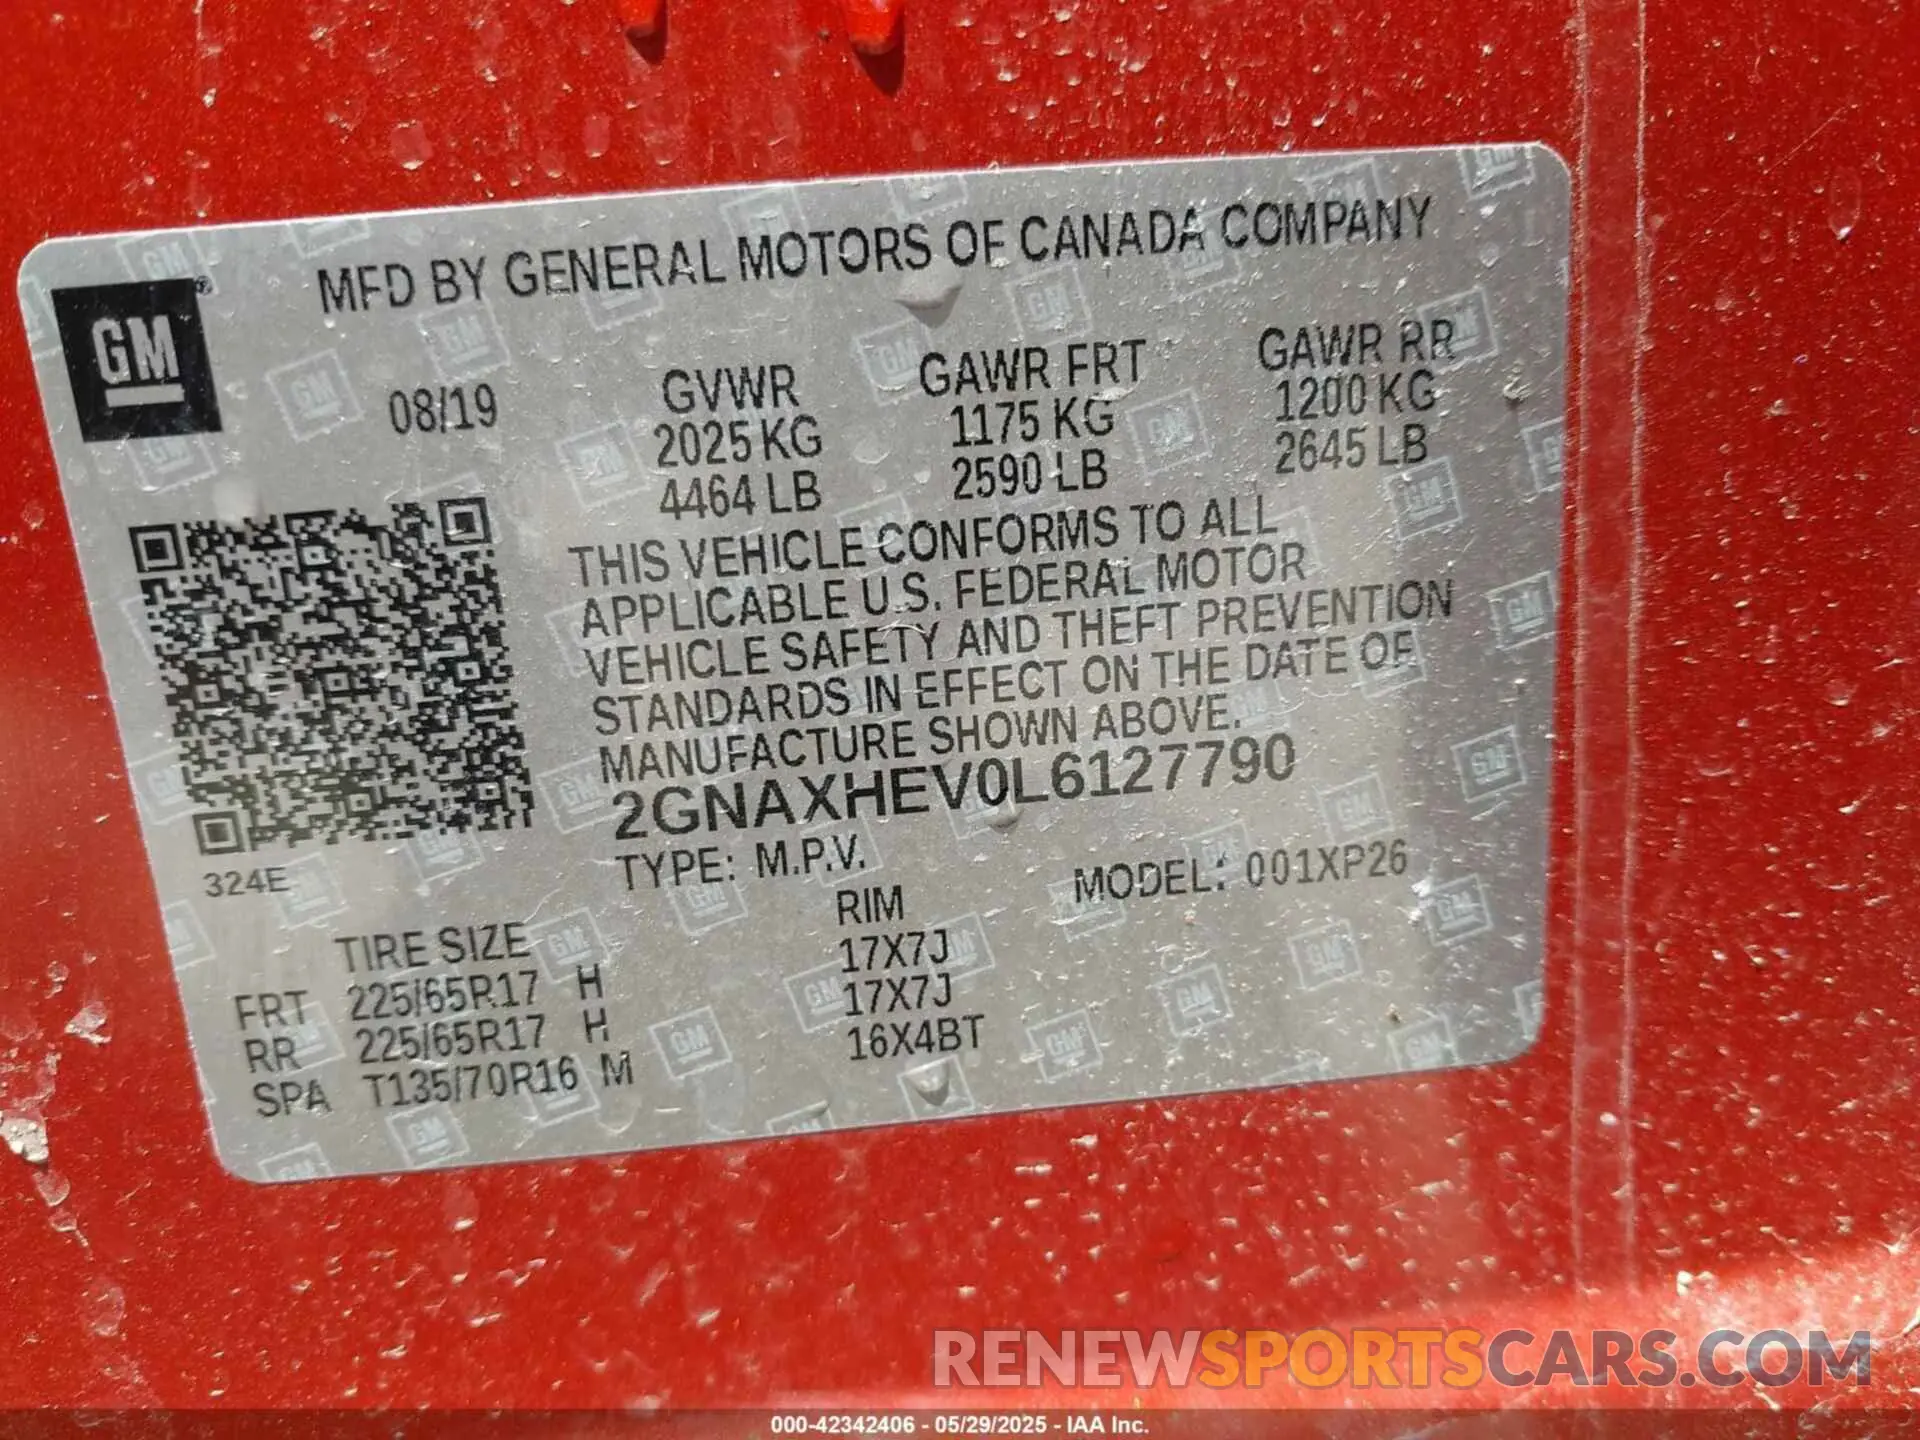 MFD BY GENERAL MOTORS OF CANADA COMPANY
GM
08/19
GVWR
2025 KG
4464 LB
GAWR FRT
1175 KG
2590 LB
GAWR RR
1200 KG
2645 LB
THIS VEHICLE CONFORMS TO ALL
APPLICABLE U.S. FEDERAL MOTOR
VEHICLE SAFETY AND THEFT PREVENTION
STANDARDS IN EFFECT ON THE DATE OF
MANUFACTURE SHOWN ABOVE.
2GNAXHEV0L6127790
TYPE: M.P.V.
MODEL: 001XP26
324E
TIRE SIZE RIM
FRT 225/65R17 H 17X7J
RR 225/65R17 H 17X7J
SPA T135/70R16 M 16X4BT
RENEWSPORTSCARS.COM
000-42342406 - 05/29/2025 - IAA Inc.